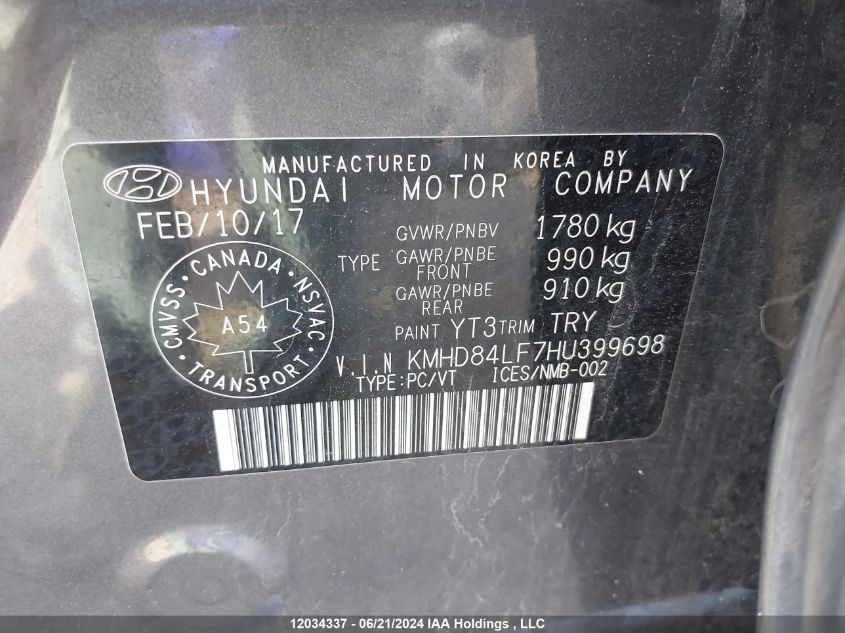 MANUFACTURED IN KOREA BY
HYUNDAI MOTOR COMPANY
FEB/10/17
GVWR/PNBV 1780 kg
TYPE GAWR/PNBE FRONT 990 kg
GAWR/PNBE REAR 910 kg
PAINT YT3 TRIM TRY
CMVSS · CANADA · NSVAC · TRANSPORT ·
A54
V.I.N KMHD84LF7HU399698
TYPE:PC/VT ICES/NMB-002
12034337 - 06/21/2024 IAA Holdings , LLC